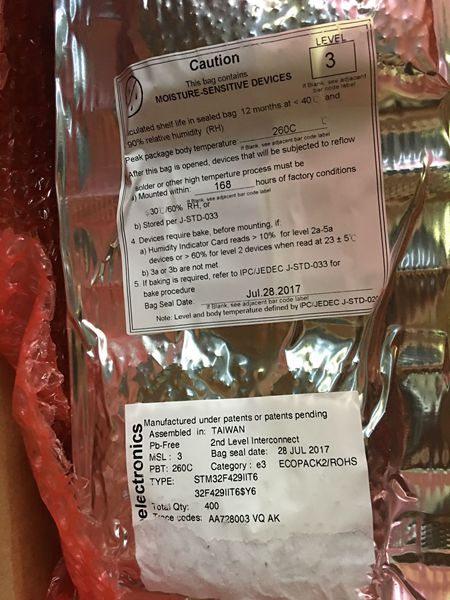 Caution
LEVEL
3
This bag contains
MOISTURE-SENSITIVE DEVICES
If Blank, see adjacent
bar code label
culated shelf life in sealed bag 12 months at < 40℃ and
90% relative humidity (RH)
Peak package body temperature 260C ℃
If Blank, see adjacent bar code label
After this bag is opened, devices that will be subjected to reflow
solder or other high temperture process must be
a) Mounted within: 168 hours of factory conditions
If Blank, see adjacent bar code label
≤30℃/60% RH, or
b) Stored per J-STD-033
4. Devices require bake, before mounting, if:
a) Humidity Indicator Card reads > 10% for level 2a-5a
devices or > 60% for level 2 devices when read at 23 ± 5℃
b) 3a or 3b are not met
5. If baking is required, refer to IPC/JEDEC J-STD-033 for
bake procedure
Bag Seal Date: Jul.28.2017
If Blank, see adjacent bar code label
Note: Level and body temperature defined by IPC/JEDEC J-STD-020
electronics
Manufactured under patents or patents pending
Assembled in: TAIWAN
Pb-Free 2nd Level Interconnect
MSL: 3 Bag seal date: 28 JUL 2017
PBT: 260C Category: e3 ECOPACK2/ROHS
TYPE: STM32F429IIT6
32F429IIT6$Y6
Total Qty: 400
Trace codes: AA728003 VQ AK